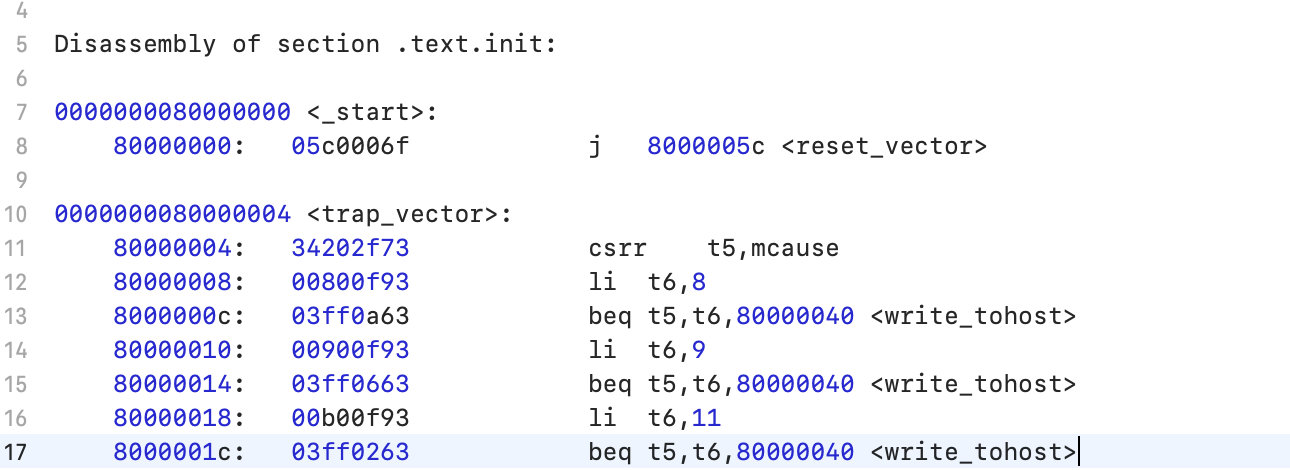 4
5 Disassembly of section .text.init:
6
7 0000000080000000 <_start>:
8 80000000: 05c0006f j 8000005c <reset_vector>
9
10 0000000080000004 <trap_vector>:
11 80000004: 34202f73 csrr t5,mcause
12 80000008: 00800f93 li t6,8
13 8000000c: 03ff0a63 beq t5,t6,80000040 <write_tohost>
14 80000010: 00900f93 li t6,9
15 80000014: 03ff0663 beq t5,t6,80000040 <write_tohost>
16 80000018: 00b00f93 li t6,11
17 8000001c: 03ff0263 beq t5,t6,80000040 <write_tohost>